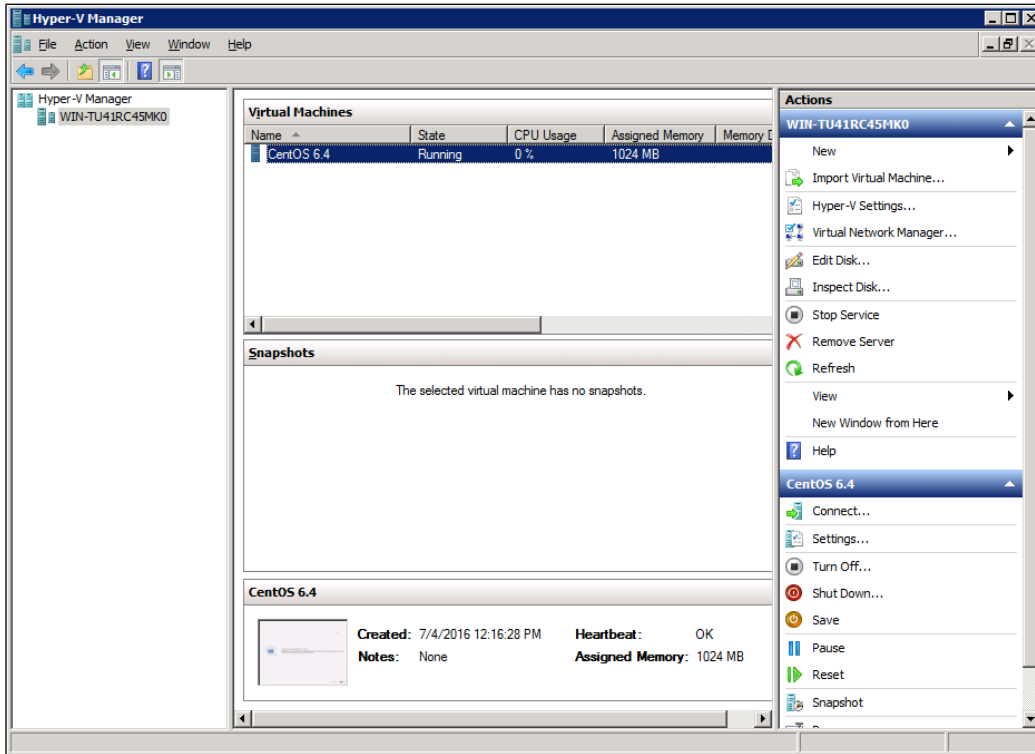 Hyper-V Manager
File Action View Window Help
Hyper-V Manager
WIN-TU41RC45MK0
Virtual Machines
Name State CPU Usage Assigned Memory Memory D
CentOS 6.4 Running 0 % 1024 MB
Snapshots
The selected virtual machine has no snapshots.
CentOS 6.4
Created: 7/4/2016 12:16:28 PM Heartbeat: OK
Notes: None Assigned Memory: 1024 MB
Actions
WIN-TU41RC45MK0
New
Import Virtual Machine...
Hyper-V Settings...
Virtual Network Manager...
Edit Disk...
Inspect Disk...
Stop Service
Remove Server
Refresh
View
New Window from Here
Help
CentOS 6.4
Connect...
Settings...
Turn Off...
Shut Down...
Save
Pause
Reset
Snapshot